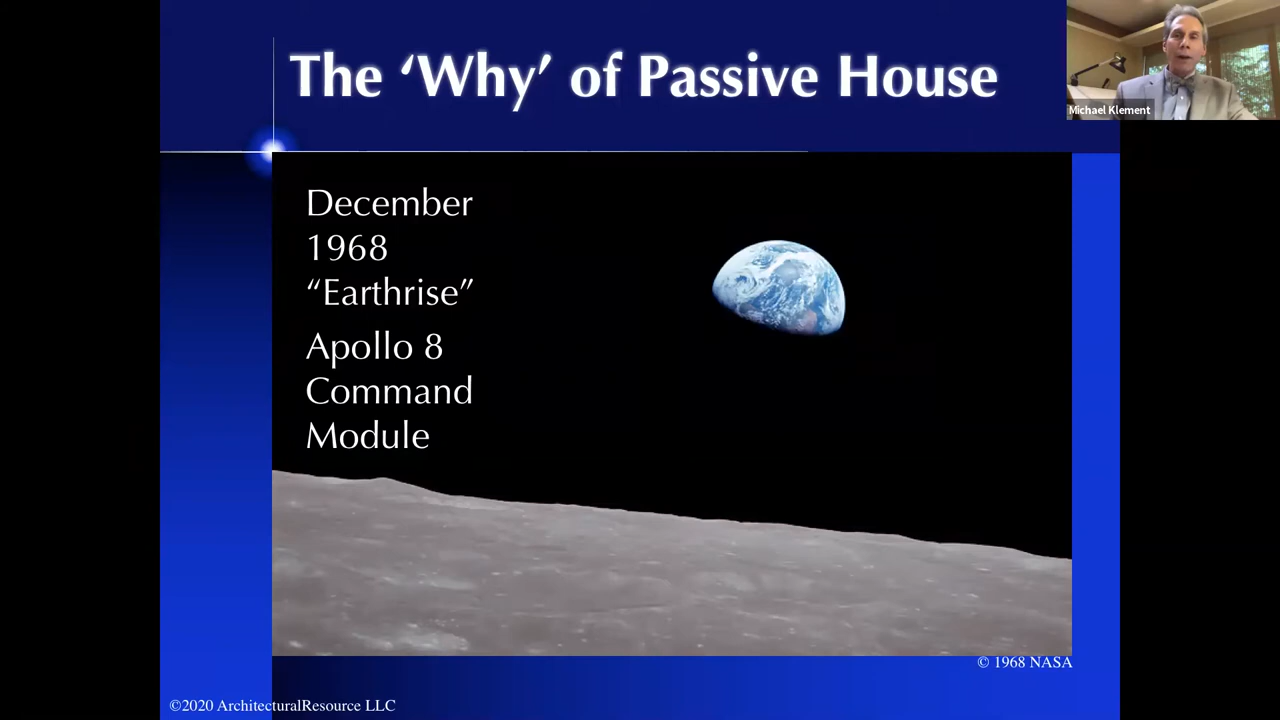 The ‘Why’ of Passive House
Michael Klement
December
1968
“Earthrise”
Apollo 8
Command
Module
© 1968 NASA
©2020 ArchitecturalResource LLC